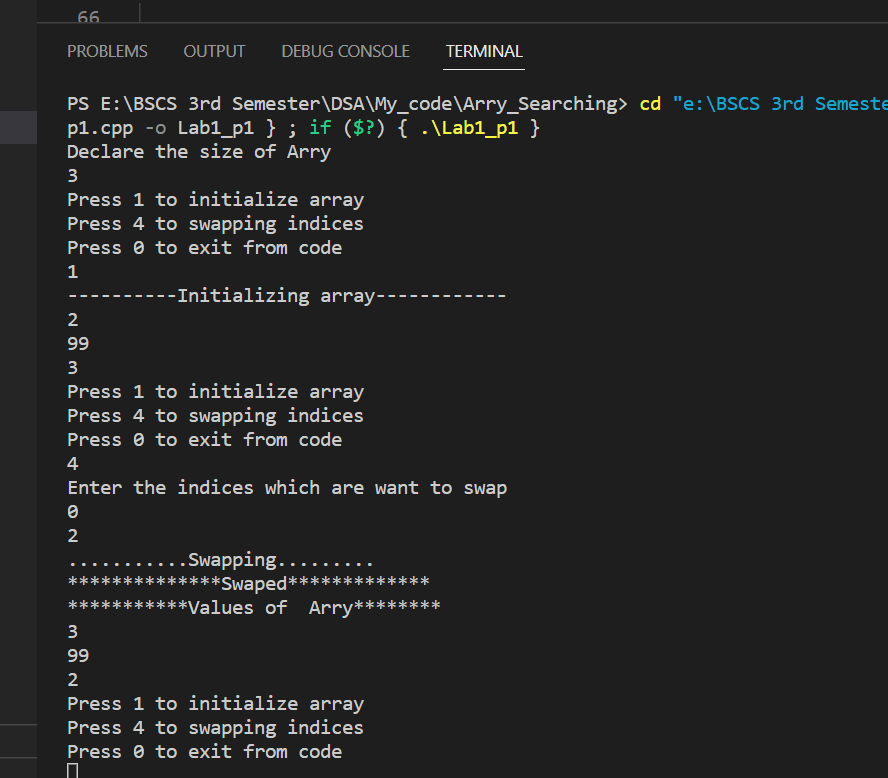 66
PROBLEMS OUTPUT DEBUG CONSOLE TERMINAL
PS E:\BSCS 3rd Semester\DSA\My_code\Arry_Searching> cd "e:\BSCS 3rd Semeste
p1.cpp -o Lab1_p1 } ; if ($?) { .\Lab1_p1 }
Declare the size of Arry
3
Press 1 to initialize array
Press 4 to swapping indices
Press 0 to exit from code
1
----------Initializing array------------
2
99
3
Press 1 to initialize array
Press 4 to swapping indices
Press 0 to exit from code
4
Enter the indices which are want to swap
0
2
...........Swapping.........
**************Swaped*************
***********Values of  Arry********
3
99
2
Press 1 to initialize array
Press 4 to swapping indices
Press 0 to exit from code